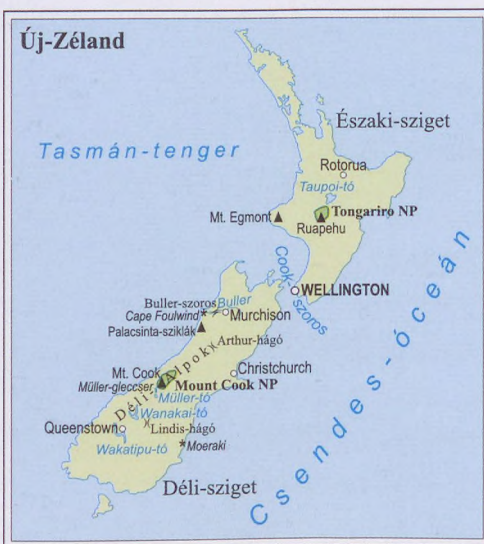 Új-Zéland
Északi-sziget
Tasmán-tenger
Rotorua
Taupoi-tó
Mt. Egmont
Tongariro NP
Ruapehu
Cook-szoros
WELLINGTON
Buller-szoros
Buller
Cape Foulwind
Murchison
Palacsinta-sziklák
Arthur-hágó
Déli-Alpok
Mt. Cook
Christchurch
Müller-gleccser
Mount Cook NP
Müller-tó
Wanakai-tó
Queenstown
Lindis-hágó
Wakatipu-tó
Moeraki
Déli-sziget
Csendes-óceán